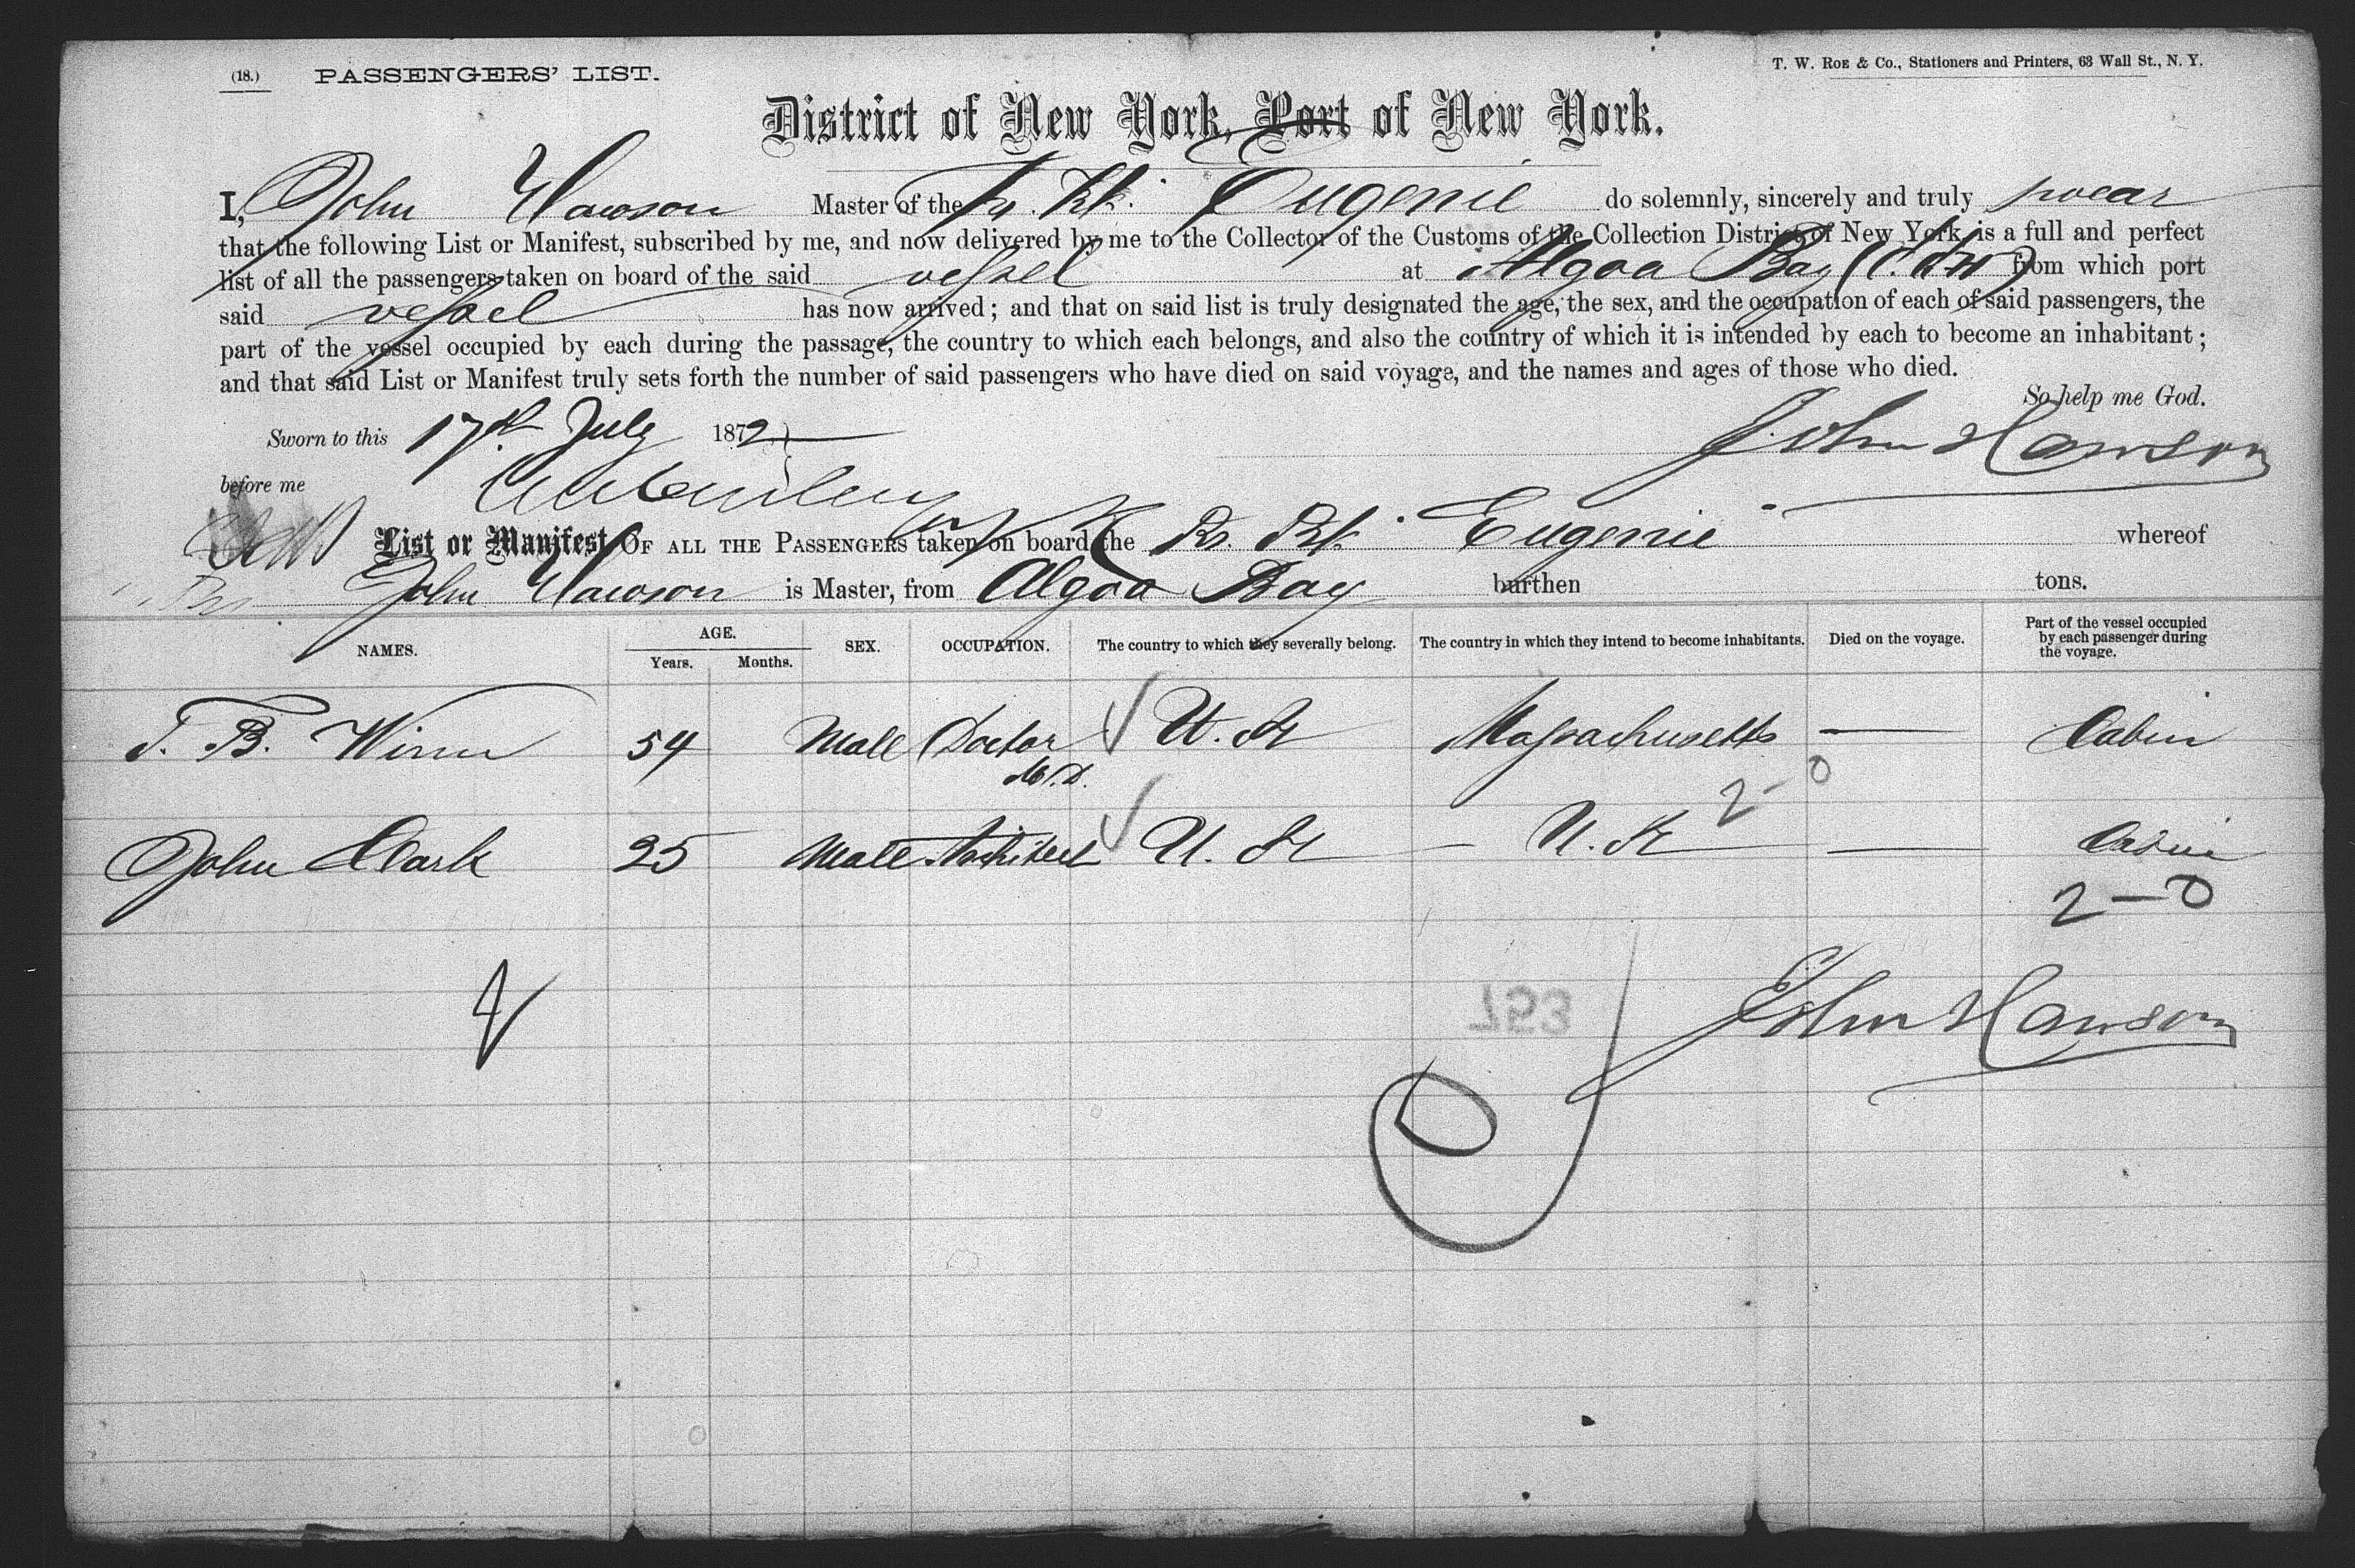 (18.) PASSENGERS' LIST. T. W. ROE & Co., Stationers and Printers, 63 Wall St., N. Y.
District of New York, Port of New York.
I, John Hawson Master of the Br. Bk. Eugenie do solemnly, sincerely and truly swear
that the following List or Manifest, subscribed by me, and now delivered by me to the Collector of the Customs of the Collection District of New York, is a full and perfect
list of all the passengers taken on board of the said vessel at Algoa Bay from which port
said vessel has now arrived; and that on said list is truly designated the age, the sex, and the occupation of each of said passengers, the
part of the vessel occupied by each during the passage, the country to which each belongs, and also the country of which it is intended by each to become an inhabitant;
and that said List or Manifest truly sets forth the number of said passengers who have died on said voyage, and the names and ages of those who died.
So help me God.
Sworn to this 17th July 1872 John Hawson
before me
List or Manifest OF ALL THE PASSENGERS taken on board the Br. Bk. Eugenie whereof
John Hawson is Master, from Algoa Bay burthen tons.
NAMES. AGE. Years. Months. SEX. OCCUPATION. The country to which they severally belong. The country in which they intend to become inhabitants. Died on the voyage. Part of the vessel occupied by each passenger during the voyage.
T. B. Winn 54 Male Doctor M.D. U. St Massachusetts — Cabin
2-0
John Clark 25 Male Architect U. St — U. St — Cabin
2-0
753
John Hawson